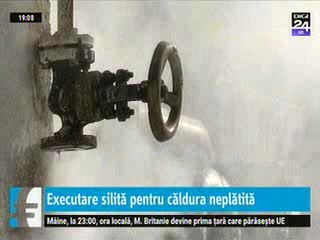 19:08
DIGI
24
HD
Executare silită pentru căldura neplătită
Mâine, la 23:00, ora locală, M. Britanie devine prima țară care părăsește UE